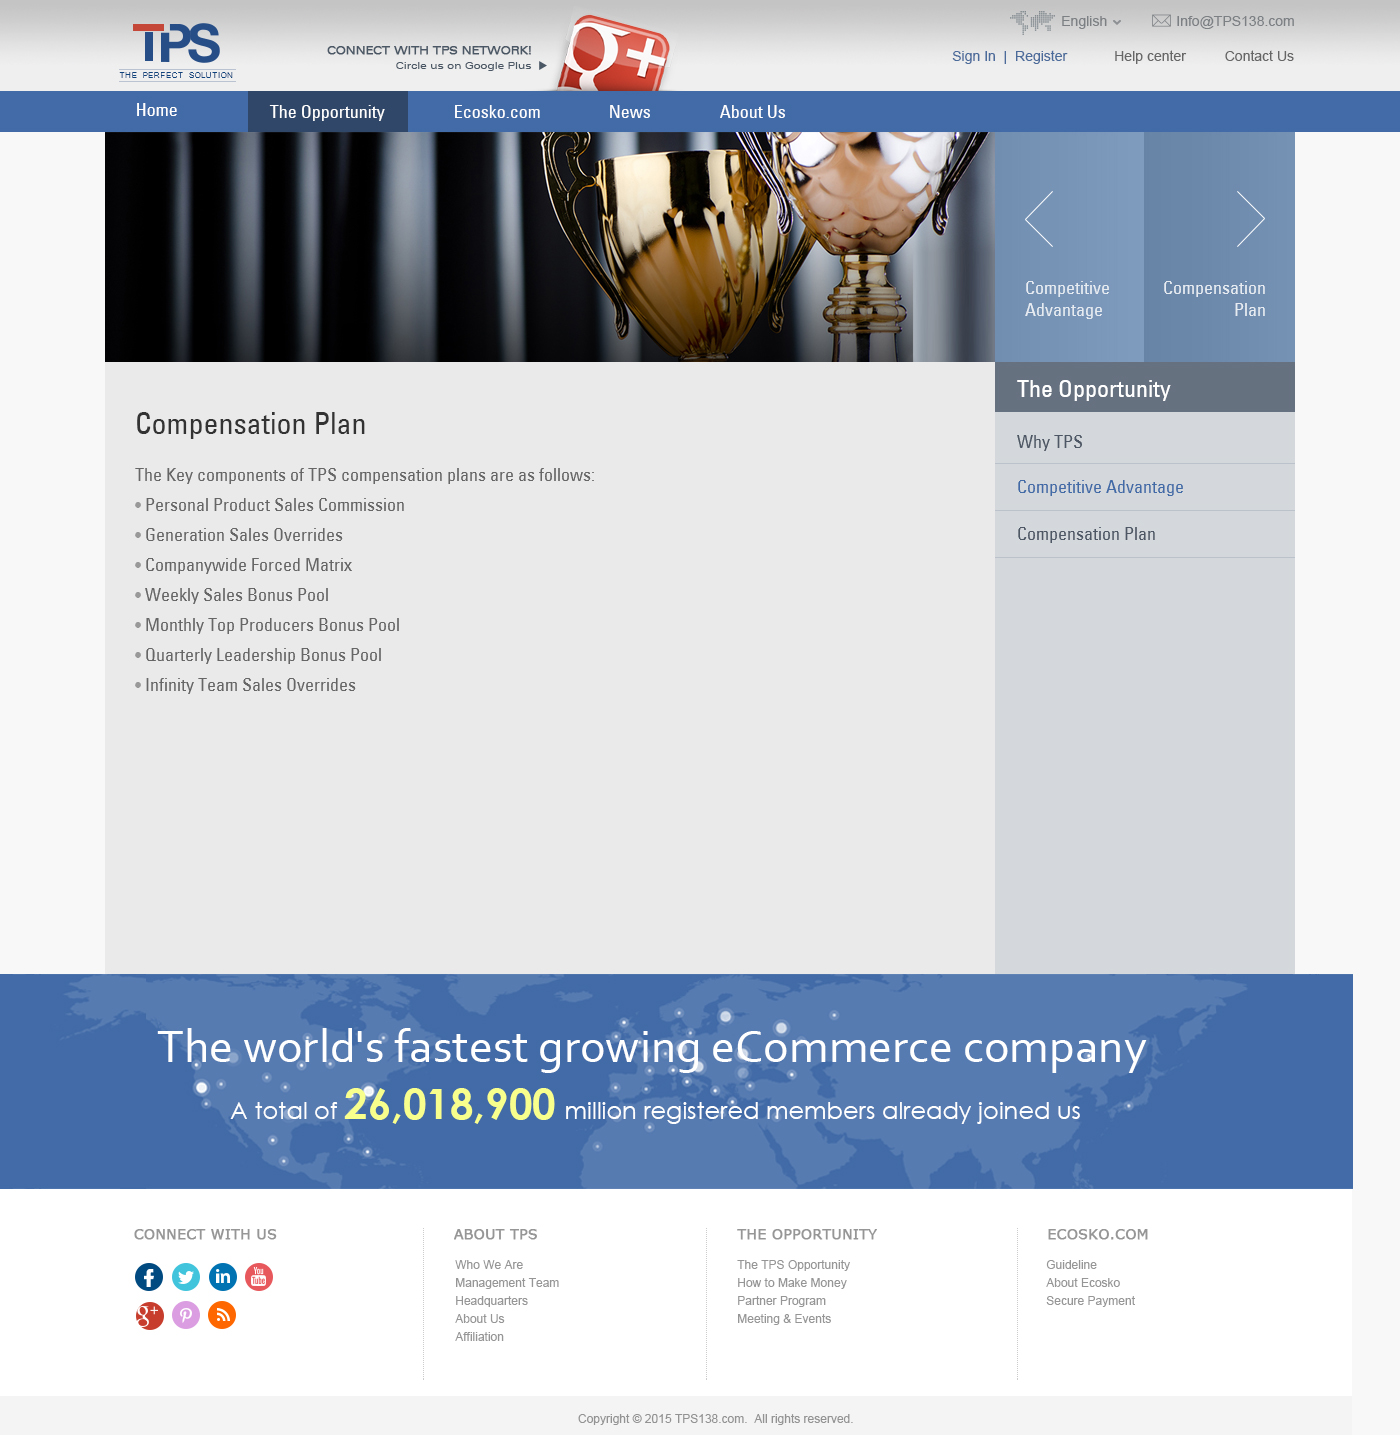 TPS
THE PERFECT SOLUTION
CONNECT WITH TPS NETWORK!
Circle us on Google Plus
g+
English
Info@TPS138.com
Sign In | Register
Help center
Contact Us
Home
The Opportunity
Ecosko.com
News
About Us
Competitive
Advantage
Compensation
Plan
Compensation Plan
The Key components of TPS compensation plans are as follows:
• Personal Product Sales Commission
• Generation Sales Overrides
• Companywide Forced Matrix
• Weekly Sales Bonus Pool
• Monthly Top Producers Bonus Pool
• Quarterly Leadership Bonus Pool
• Infinity Team Sales Overrides
The Opportunity
Why TPS
Competitive Advantage
Compensation Plan
The world's fastest growing eCommerce company
A total of 26,018,900 million registered members already joined us
CONNECT WITH US
f
in
You
Tube
g+
ABOUT TPS
Who We Are
Management Team
Headquarters
About Us
Affiliation
THE OPPORTUNITY
The TPS Opportunity
How to Make Money
Partner Program
Meeting & Events
ECOSKO.COM
Guideline
About Ecosko
Secure Payment
Copyright © 2015 TPS138.com. All rights reserved.